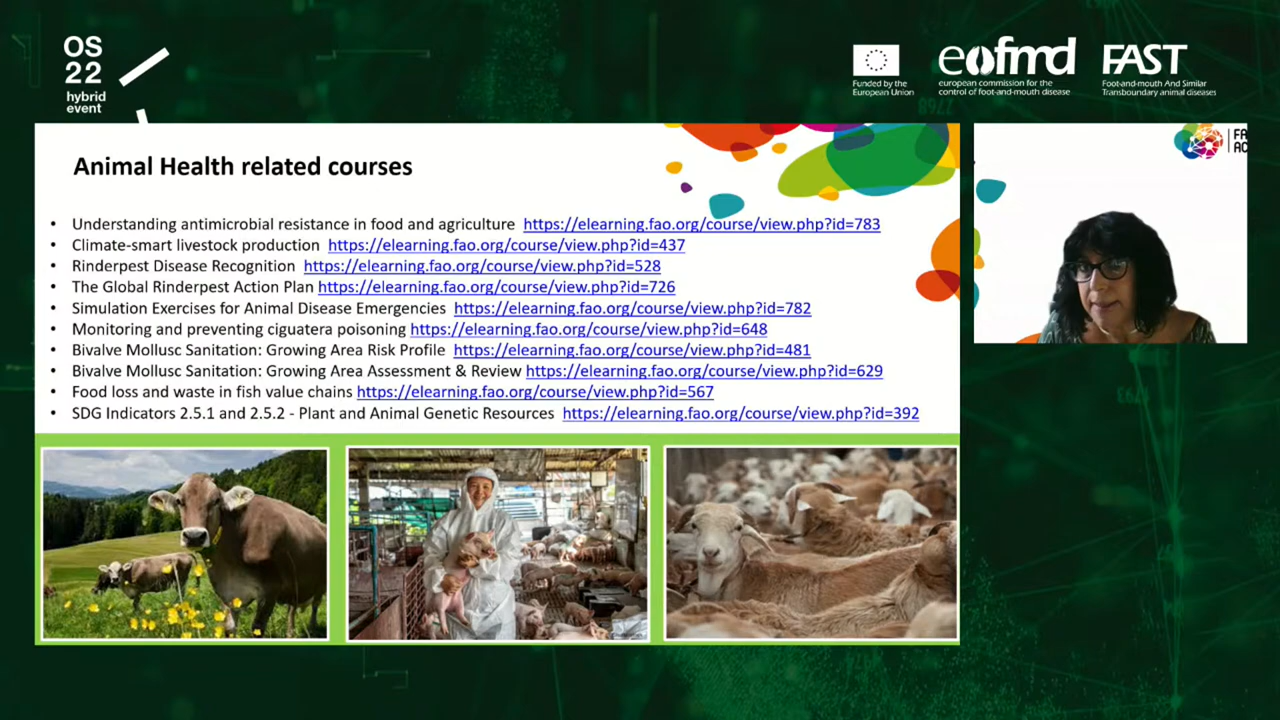 OS
22
hybrid
event
Funded by the
European Union
eofmd
european commission for the
control of foot-and-mouth disease
FAST
Foot-and-mouth And Similar
Transboundary animal diseases
Animal Health related courses
• Understanding antimicrobial resistance in food and agriculture https://elearning.fao.org/course/view.php?id=783
• Climate-smart livestock production https://elearning.fao.org/course/view.php?id=437
• Rinderpest Disease Recognition https://elearning.fao.org/course/view.php?id=528
• The Global Rinderpest Action Plan https://elearning.fao.org/course/view.php?id=726
• Simulation Exercises for Animal Disease Emergencies https://elearning.fao.org/course/view.php?id=782
• Monitoring and preventing ciguatera poisoning https://elearning.fao.org/course/view.php?id=648
• Bivalve Mollusc Sanitation: Growing Area Risk Profile https://elearning.fao.org/course/view.php?id=481
• Bivalve Mollusc Sanitation: Growing Area Assessment & Review https://elearning.fao.org/course/view.php?id=629
• Food loss and waste in fish value chains https://elearning.fao.org/course/view.php?id=567
• SDG Indicators 2.5.1 and 2.5.2 - Plant and Animal Genetic Resources https://elearning.fao.org/course/view.php?id=392
FA
AC